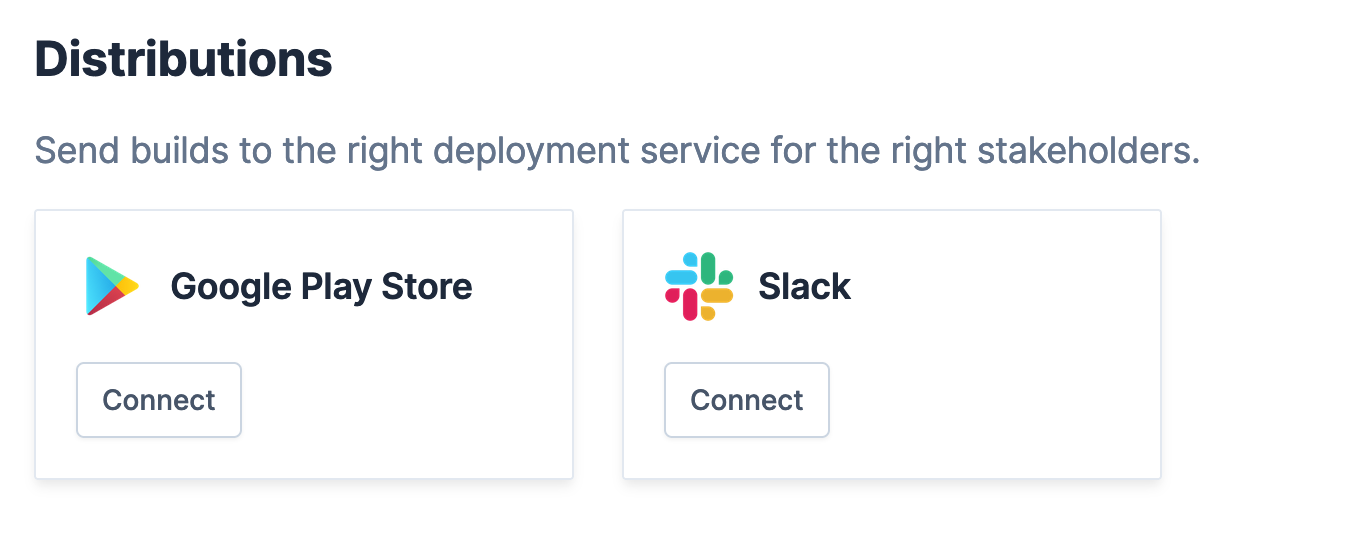 Distributions
Send builds to the right deployment service for the right stakeholders.
Google Play Store
Slack
Connect
Connect